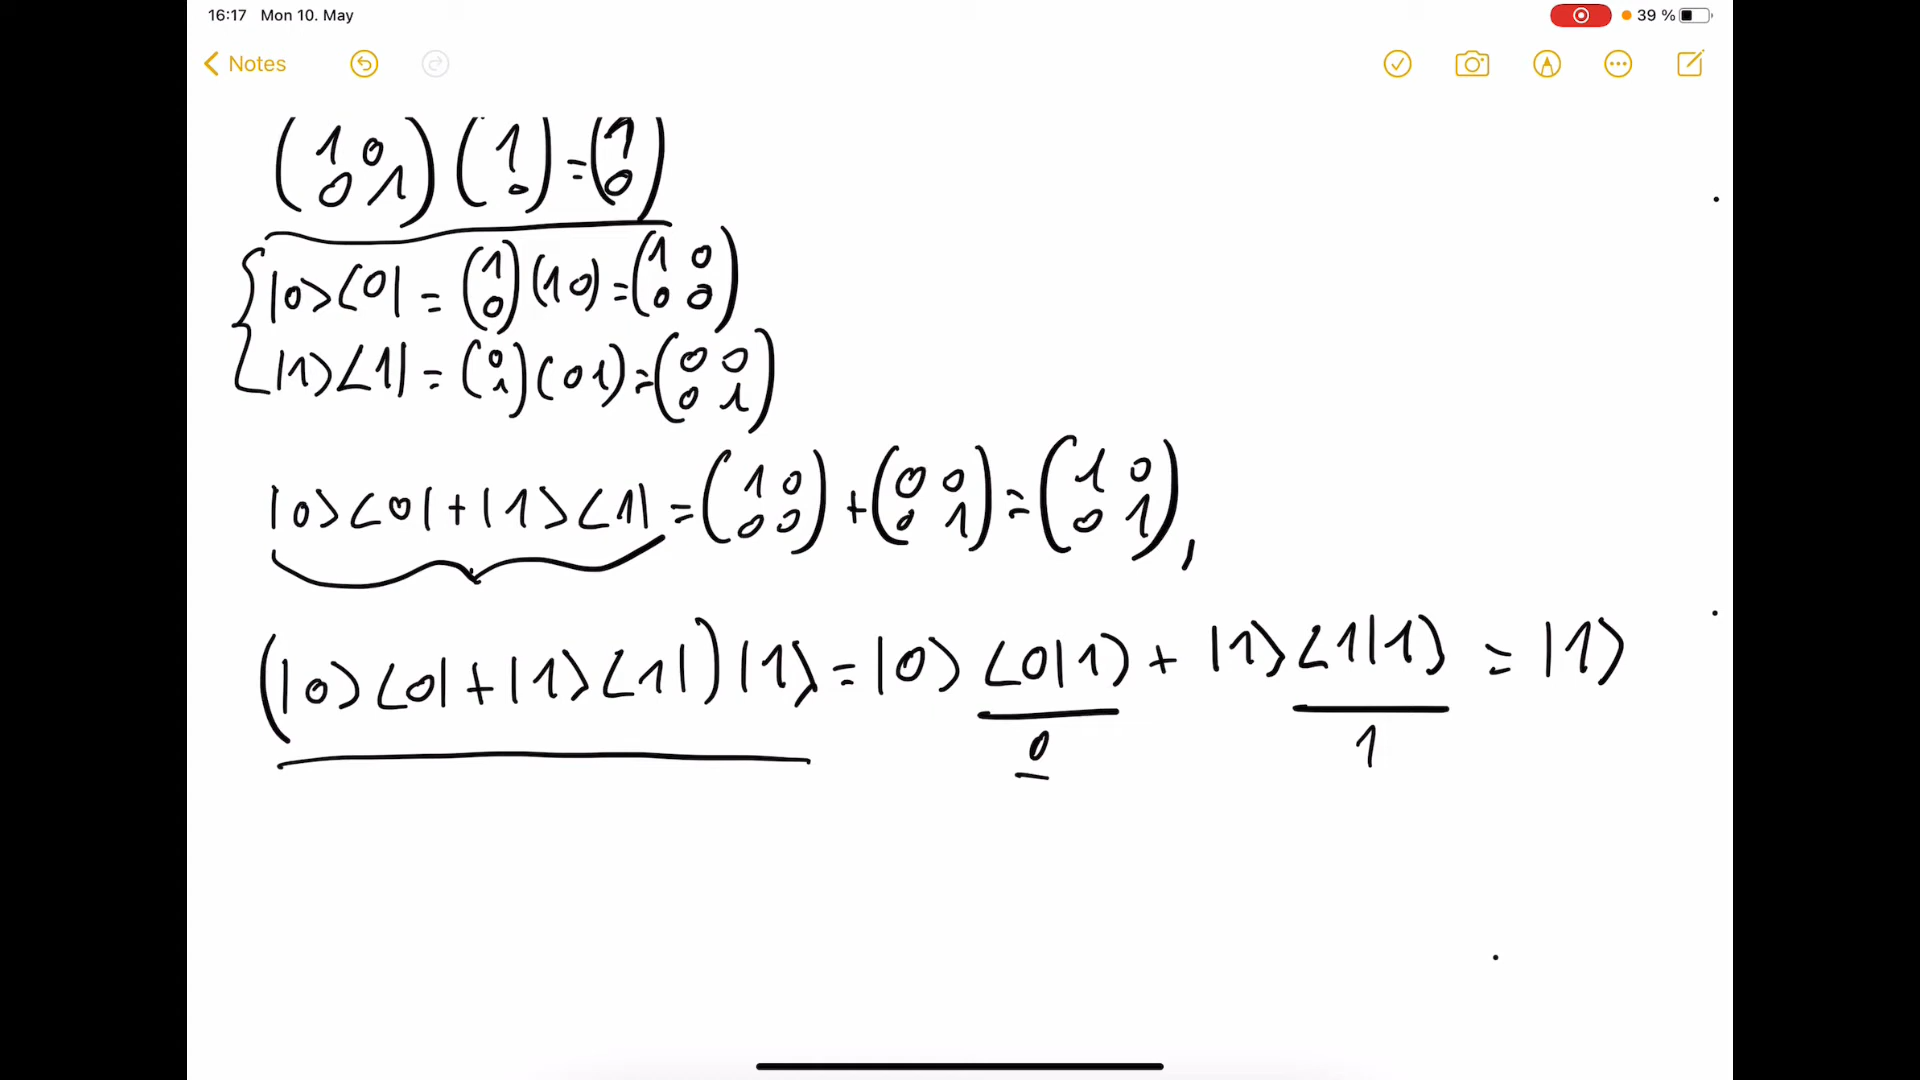 16:17 Mon 10. May 39 %
Notes
(1 0 0 1) (1 0) = (1 0)
|0><0| = (1 0) (1 0) = (1 0 0 0)
|1><1| = (0 1) (0 1) = (0 0 0 1)
|0><0| + |1><1| = (1 0 0 0) + (0 0 0 1) = (1 0 0 1),
(|0><0| + |1><1|) |1> = |0> <0|1> + |1> <1|1> = |1>
0 1